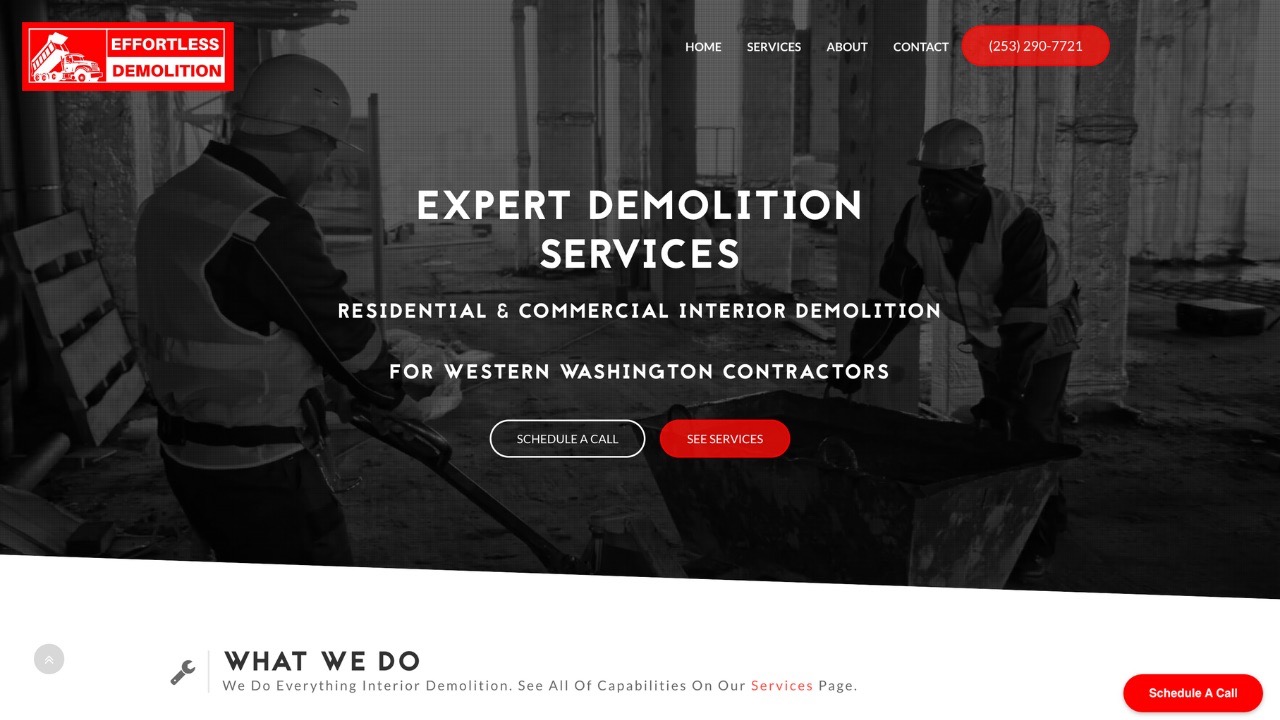 EFFORTLESS
DEMOLITION
HOME SERVICES ABOUT CONTACT (253) 290-7721
EXPERT DEMOLITION
SERVICES
RESIDENTIAL & COMMERCIAL INTERIOR DEMOLITION
FOR WESTERN WASHINGTON CONTRACTORS
SCHEDULE A CALL SEE SERVICES
WHAT WE DO
We Do Everything Interior Demolition. See All Of Capabilities On Our Services Page.
Schedule A Call